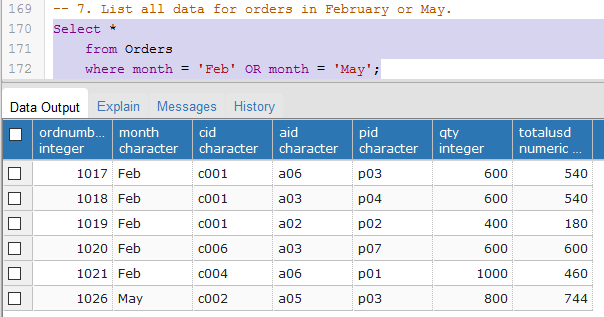 169 -- 7. List all data for orders in February or May.
170 Select *
171 from Orders
172 where month = 'Feb' OR month = 'May';
Data Output Explain Messages History
ordnumb... month cid aid pid qty totalusd
integer character character character character integer numeric ...
1017 Feb c001 a06 p03 600 540
1018 Feb c001 a03 p04 600 540
1019 Feb c001 a02 p02 400 180
1020 Feb c006 a03 p07 600 600
1021 Feb c004 a06 p01 1000 460
1026 May c002 a05 p03 800 744